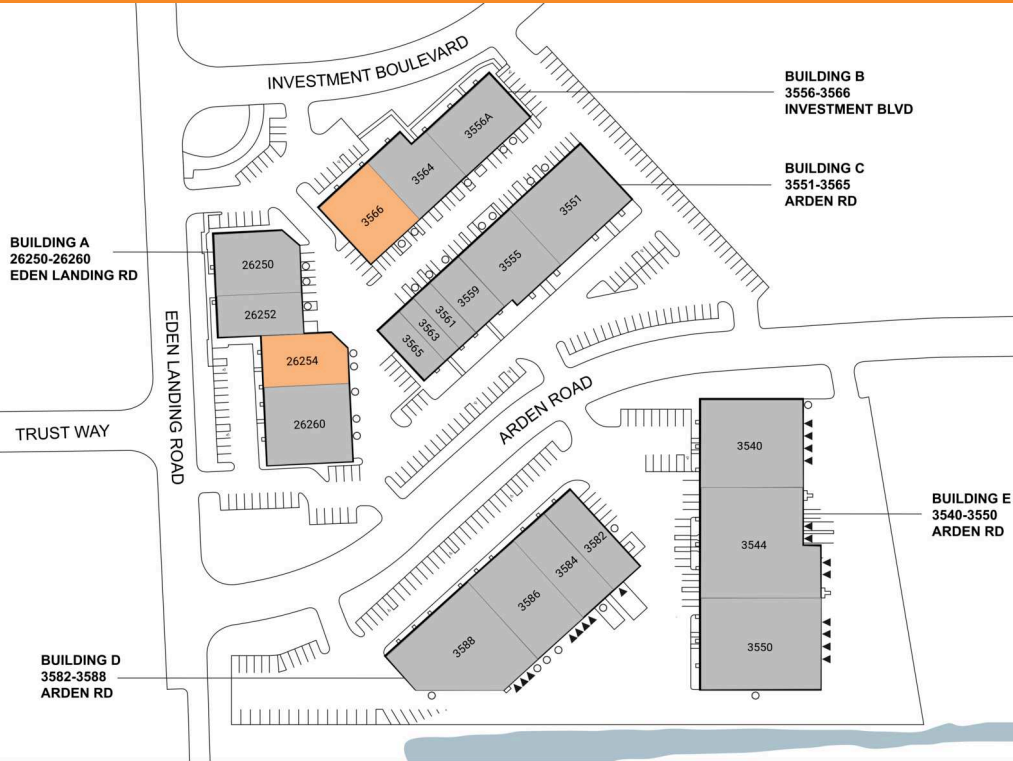 INVESTMENT BOULEVARD
BUILDING B
3556-3566
INVESTMENT BLVD
3556A
3564
3566
BUILDING C
3551-3565
ARDEN RD
3551
3555
3559
3561
3563
3565
BUILDING A
26250-26260
EDEN LANDING RD
26250
26252
26254
26260
EDEN LANDING ROAD
TRUST WAY
ARDEN ROAD
3540
3544
3550
BUILDING E
3540-3550
ARDEN RD
3582
3584
3586
3588
BUILDING D
3582-3588
ARDEN RD